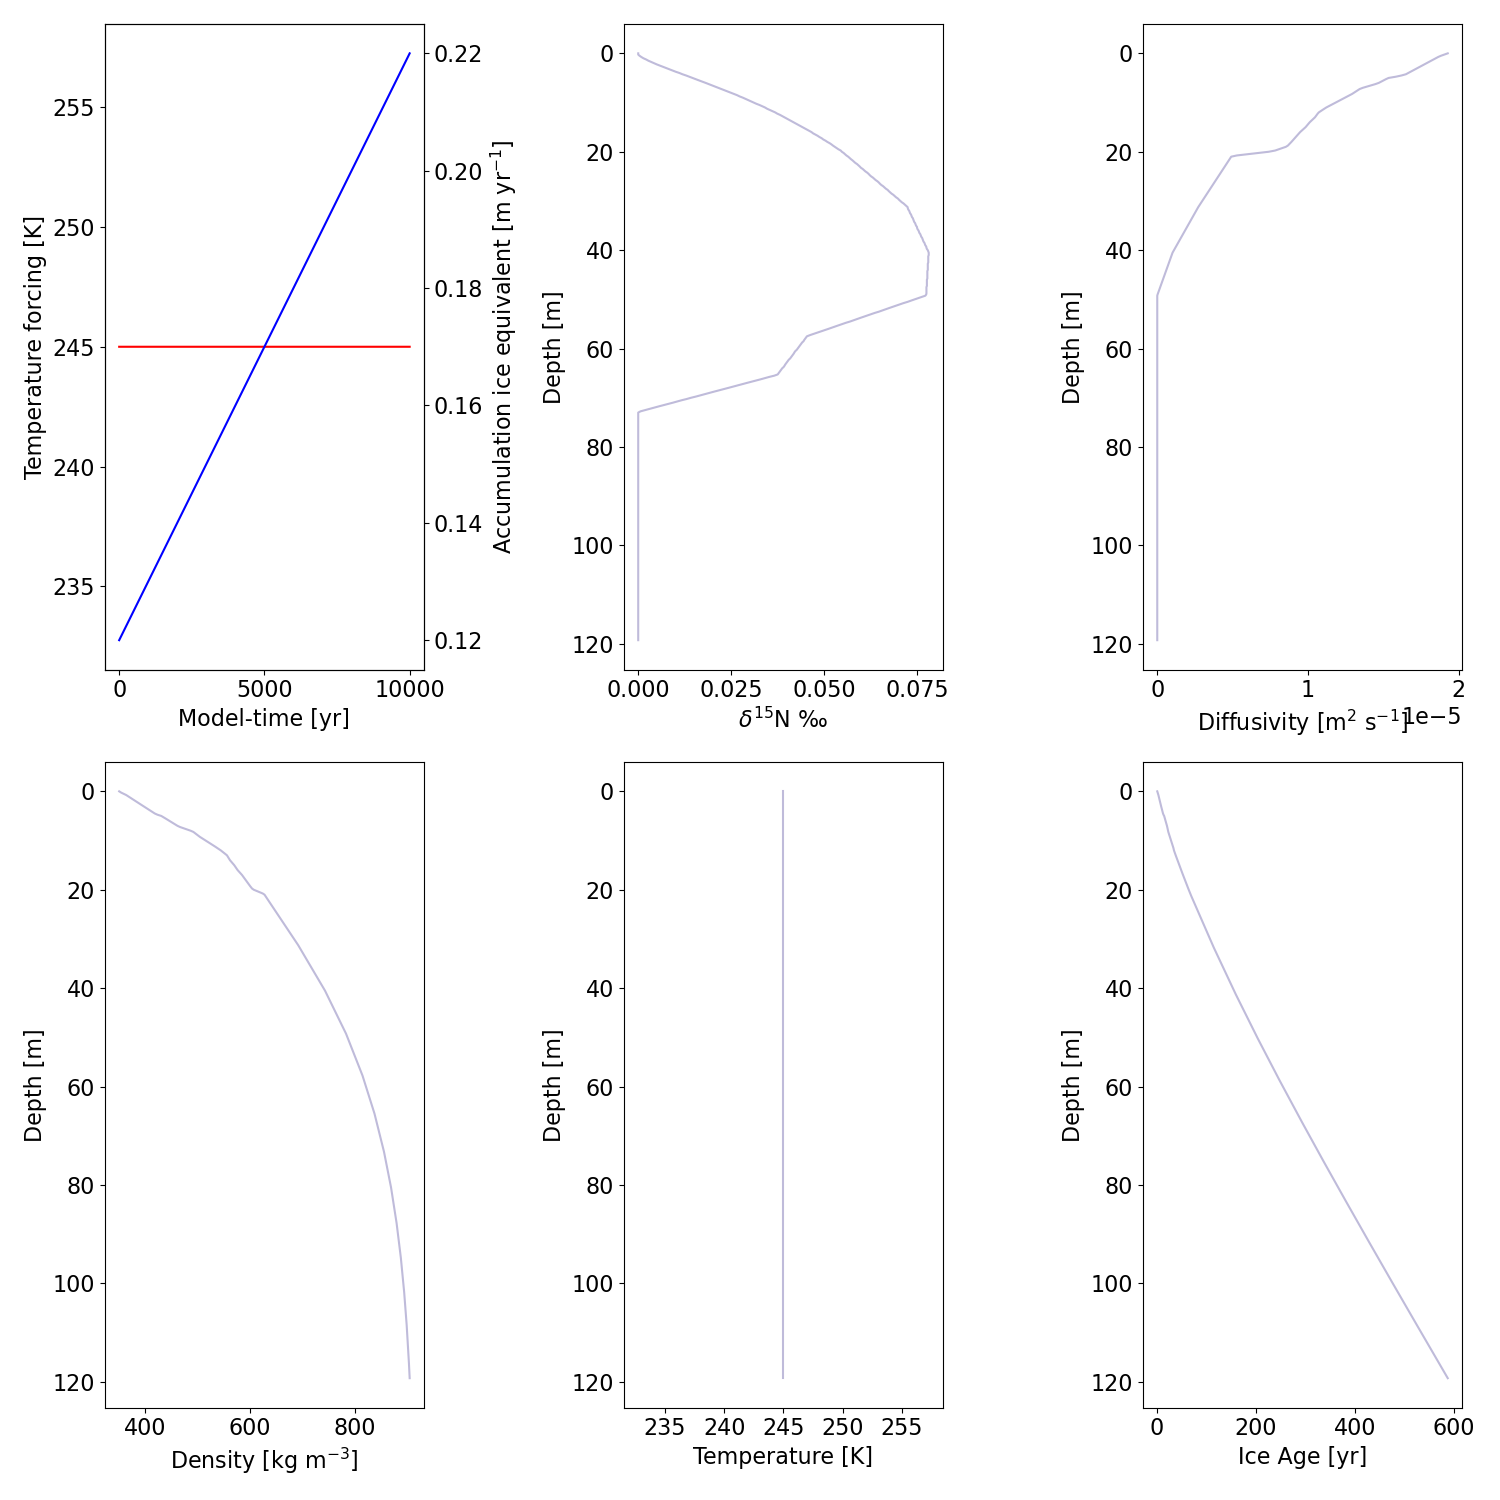 Temperature forcing [K]
255
250
245
240
235
0 5000 10000
Model-time [yr]
0.22
0.20
0.18
0.16
0.14
0.12
Accumulation ice equivalent [m yr⁻¹]
Depth [m]
0
20
40
60
80
100
120
0.000 0.025 0.050 0.075
δ¹⁵N ‰
Depth [m]
0
20
40
60
80
100
120
0 1 2
Diffusivity [m² s⁻¹]
1e−5
Depth [m]
0
20
40
60
80
100
120
400 600 800
Density [kg m⁻³]
Depth [m]
0
20
40
60
80
100
120
235 240 245 250 255
Temperature [K]
Depth [m]
0
20
40
60
80
100
120
0 200 400 600
Ice Age [yr]